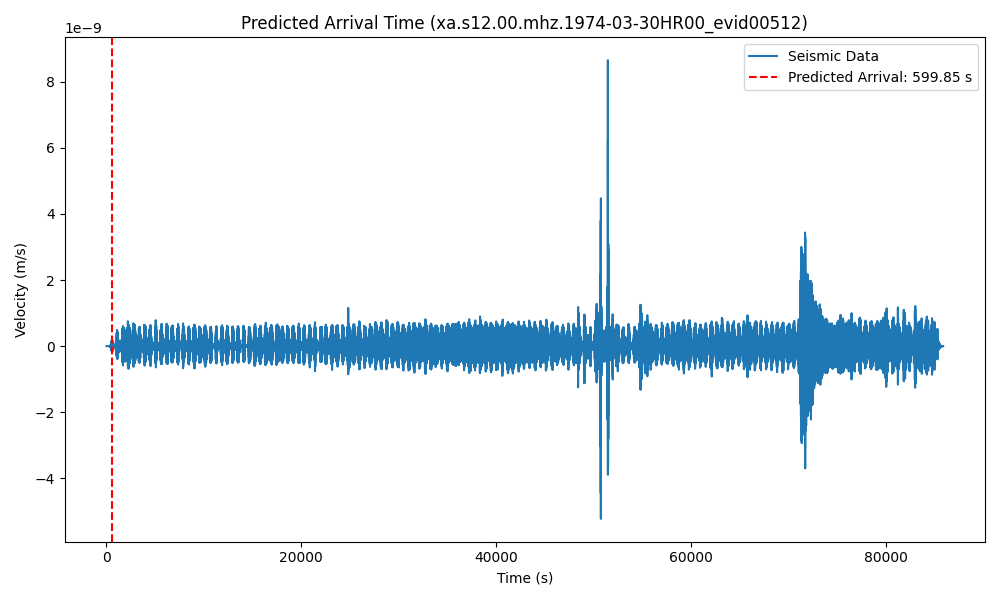 Predicted Arrival Time (xa.s12.00.mhz.1974-03-30HR00_evid00512)
1e−9
Seismic Data
Predicted Arrival: 599.85 s
8
6
4
2
0
−2
−4
Velocity (m/s)
0 20000 40000 60000 80000
Time (s)